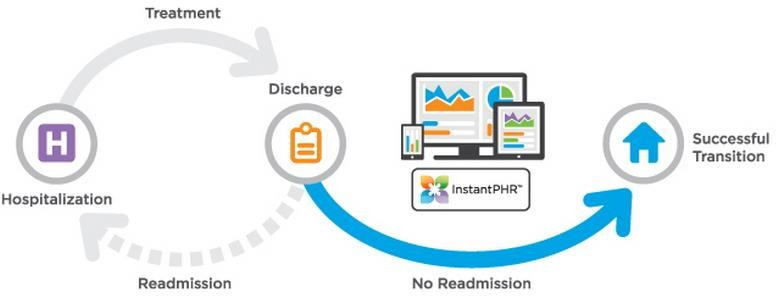 Treatment
Discharge
H
Hospitalization
Successful
Transition
InstantPHR™
Readmission
No Readmission